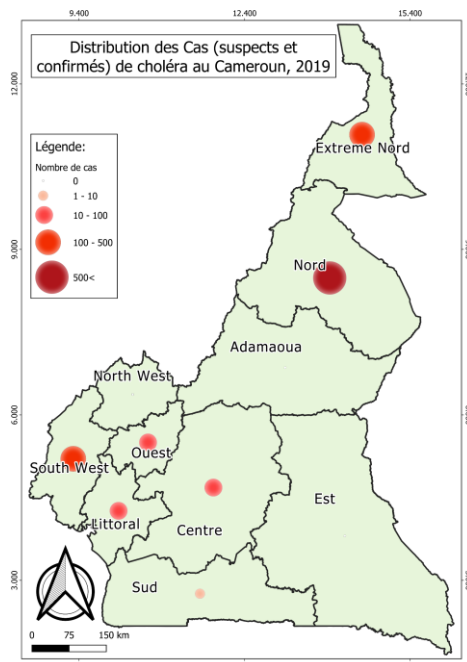 9.400 12.400 15.400
Distribution des Cas (suspects et
confirmés) de choléra au Cameroun, 2019
12.000
Légende:
Nombre de cas
0
1 - 10
10 - 100
100 - 500
500<
Extreme Nord
9.000
Nord
Adamaoua
North West
6.000
Ouest
South West
Est
Littoral
Centre
3.000
Sud
0 75 150 km